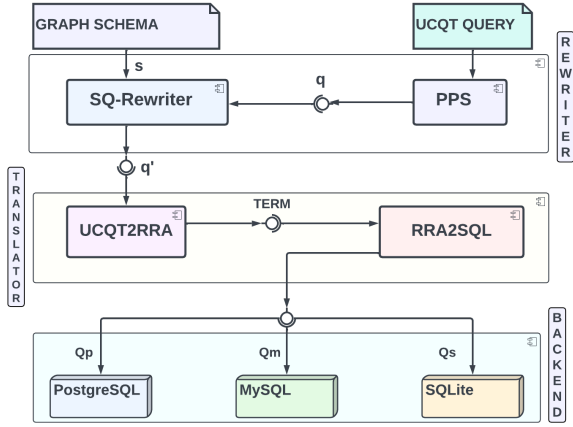 GRAPH SCHEMA
UCQT QUERY
s
q
SQ-Rewriter
PPS
REWRITER
q'
TRANSLATOR
TERM
UCQT2RRA
RRA2SQL
BACKEND
Qp
Qm
Qs
PostgreSQL
MySQL
SQLite